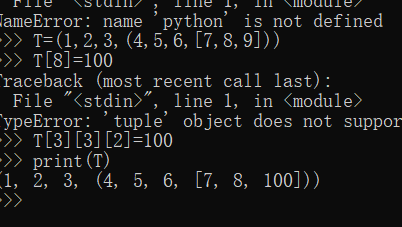 File "<stdin>", line 1, in <module>
NameError: name 'python' is not defined
>>> T=(1,2,3,(4,5,6,[7,8,9]))
>>> T[8]=100
Traceback (most recent call last):
File "<stdin>", line 1, in <module>
TypeError: 'tuple' object does not suppor
>>> T[3][3][2]=100
>>> print(T)
(1, 2, 3, (4, 5, 6, [7, 8, 100]))
>>>